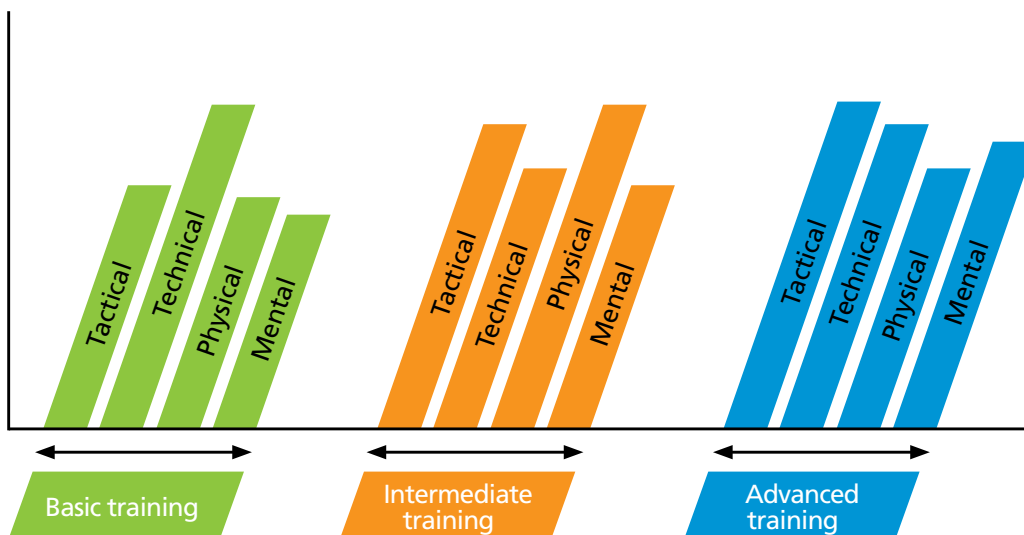 Tactical
Technical
Physical
Mental
Tactical
Technical
Physical
Mental
Tactical
Technical
Physical
Mental
Basic training
Intermediate
training
Advanced
training